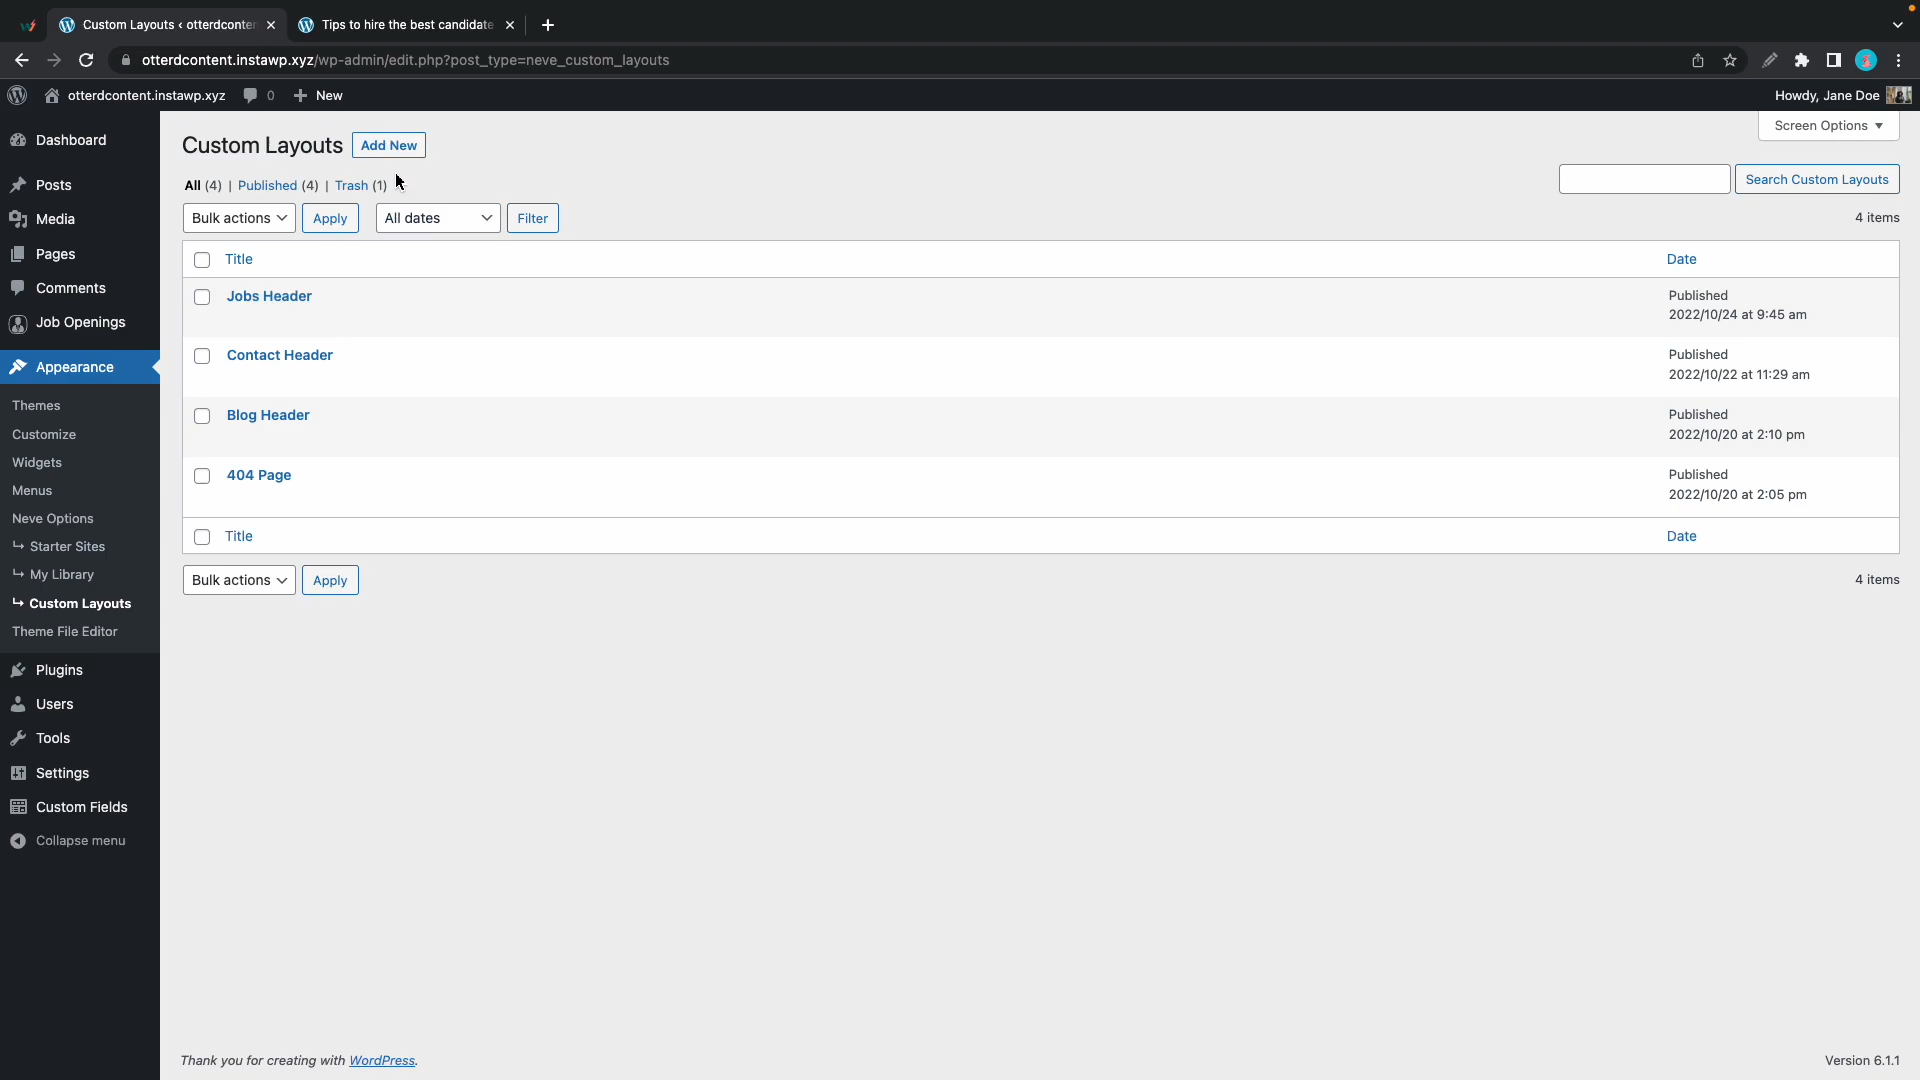 Custom Layouts ‹ otterdconten
Tips to hire the best candidate
otterdcontent.instawp.xyz/wp-admin/edit.php?post_type=neve_custom_layouts
otterdcontent.instawp.xyz 0 New
Howdy, Jane Doe
Screen Options
Dashboard
Posts
Media
Pages
Comments
Job Openings
Appearance
Themes
Customize
Widgets
Menus
Neve Options
↳ Starter Sites
↳ My Library
↳ Custom Layouts
Theme File Editor
Plugins
Users
Tools
Settings
Custom Fields
Collapse menu
Custom Layouts Add New
All (4) | Published (4) | Trash (1)
Search Custom Layouts
Bulk actions Apply All dates Filter
4 items
Title Date
Jobs Header Published
2022/10/24 at 9:45 am
Contact Header Published
2022/10/22 at 11:29 am
Blog Header Published
2022/10/20 at 2:10 pm
404 Page Published
2022/10/20 at 2:05 pm
Title Date
Bulk actions Apply 4 items
Thank you for creating with WordPress.
Version 6.1.1